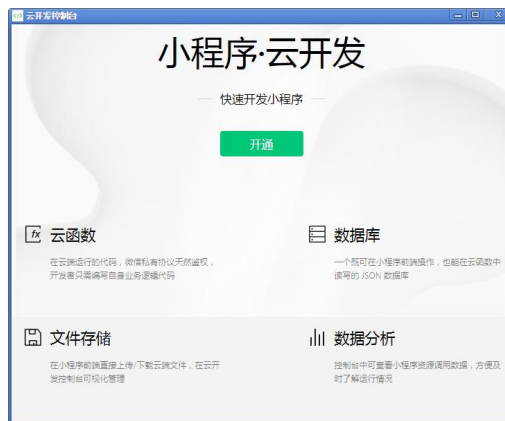 云开发控制台
小程序·云开发
快速开发小程序
开通
fx 云函数
在云端运行的代码，微信私有协议天然鉴权，
开发者只需编写自身业务逻辑代码
数据库
一个既可在小程序前端操作，也能在云函数中
读写的 JSON 数据库
文件存储
在小程序前端直接上传/下载云端文件，在云开
发控制台可视化管理
数据分析
控制台中可查看小程序资源调用数据，方便及
时了解运行情况